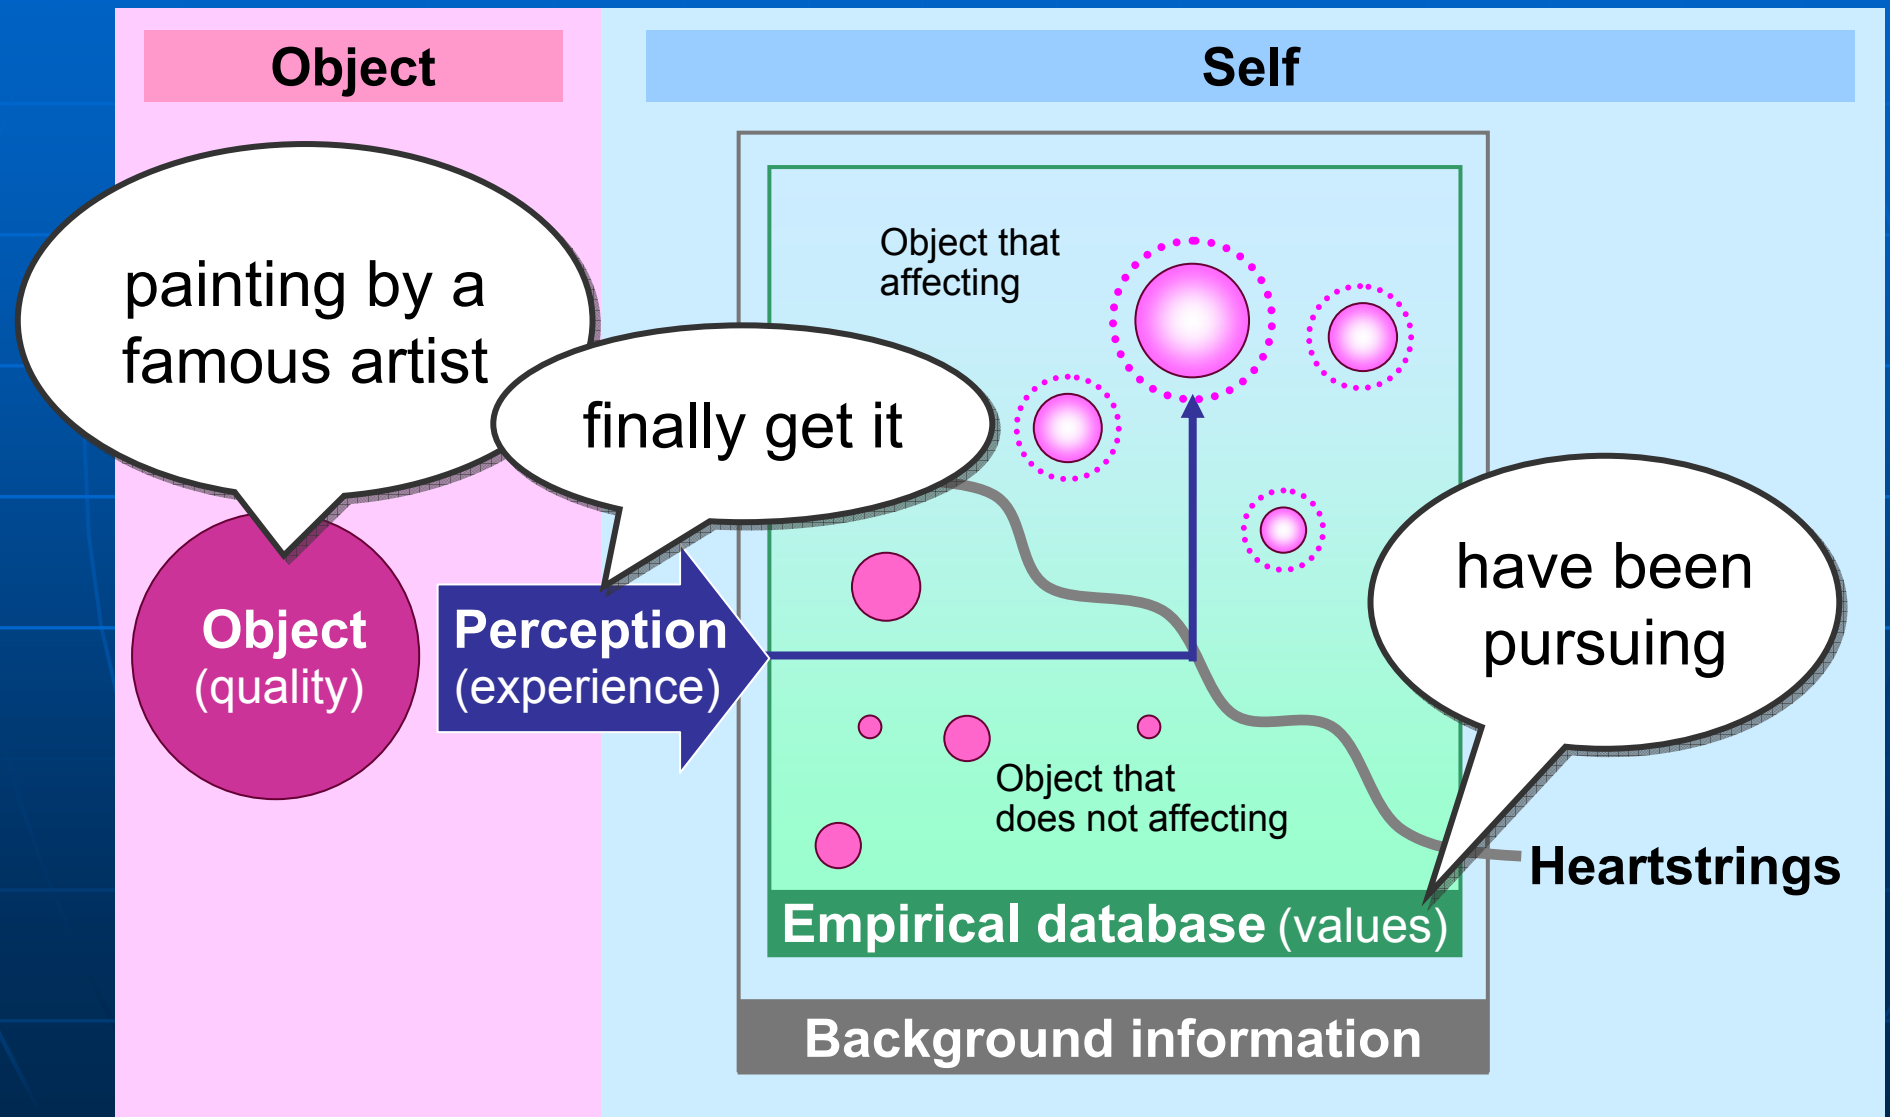 Object
Self
painting by a
famous artist
finally get it
Object that
affecting
have been
pursuing
Object
(quality)
Perception
(experience)
Object that
does not affecting
Heartstrings
Empirical database (values)
Background information